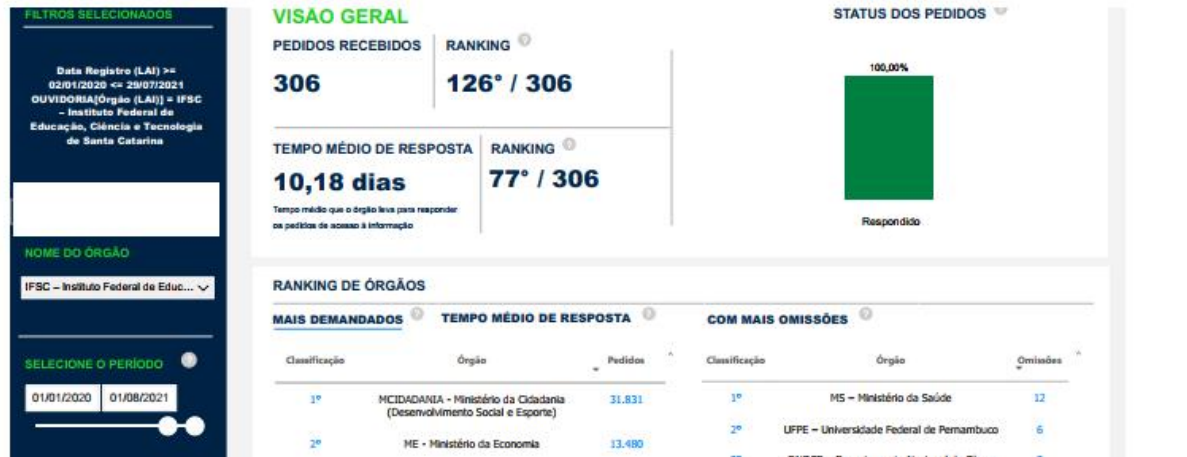 FILTROS SELECIONADOS
Data Registro (LAI) >=
02/01/2020 <= 29/07/2021
OUVIDORIA[Órgão (LAI)] = IFSC
– Instituto Federal de
Educação, Ciência e Tecnologia
de Santa Catarina
NOME DO ÓRGÃO
IFSC – Instituto Federal de Educ...
SELECIONE O PERÍODO
01/01/2020 01/08/2021
VISÃO GERAL
PEDIDOS RECEBIDOS
306
RANKING
126° / 306
TEMPO MÉDIO DE RESPOSTA
10,18 dias
Tempo médio que o órgão leva para responder
os pedidos de acesso à informação
RANKING
77° / 306
STATUS DOS PEDIDOS
100,00%
Respondido
RANKING DE ÓRGÃOS
MAIS DEMANDADOS TEMPO MÉDIO DE RESPOSTA
Classificação Órgão Pedidos
1º MCIDADANIA - Ministério da Cidadania 31.831
(Desenvolvimento Social e Esporte)
2º ME - Ministério da Economia 13.480
COM MAIS OMISSÕES
Classificação Órgão Omissões
1º MS – Ministério da Saúde 12
2º UFPE – Universidade Federal de Pernambuco 6